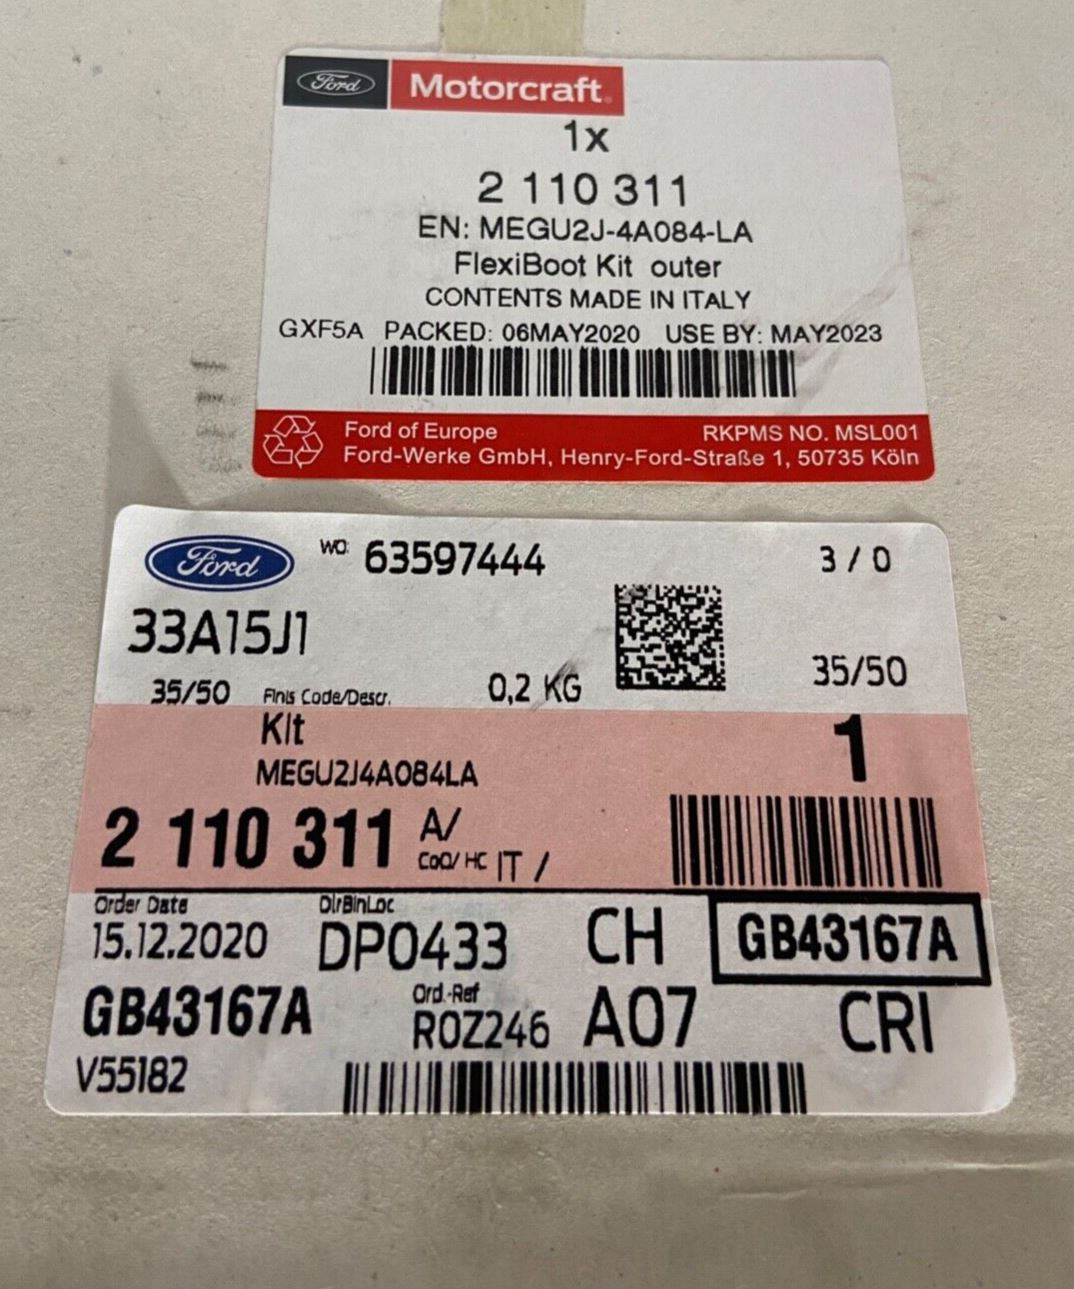 Ford Motorcraft
1x
2 110 311
EN: MEGU2J-4A084-LA
FlexiBoot Kit outer
CONTENTS MADE IN ITALY
GXF5A PACKED: 06MAY2020 USE BY: MAY2023
Ford of Europe RKPMS NO. MSL001
Ford-Werke GmbH, Henry-Ford-Straße 1, 50735 Köln
Ford WO: 63597444 3 / 0
33A15J1
35/50 Finis Code/Descr. 0,2 KG 35/50
Kit 1
MEGU2J4A084LA
2 110 311 A/
CoO/ HC IT /
Order Date DlrBinLoc
15.12.2020 DP0433 CH GB43167A
GB43167A Ord.-Ref R0Z246 A07 CRI
V55182